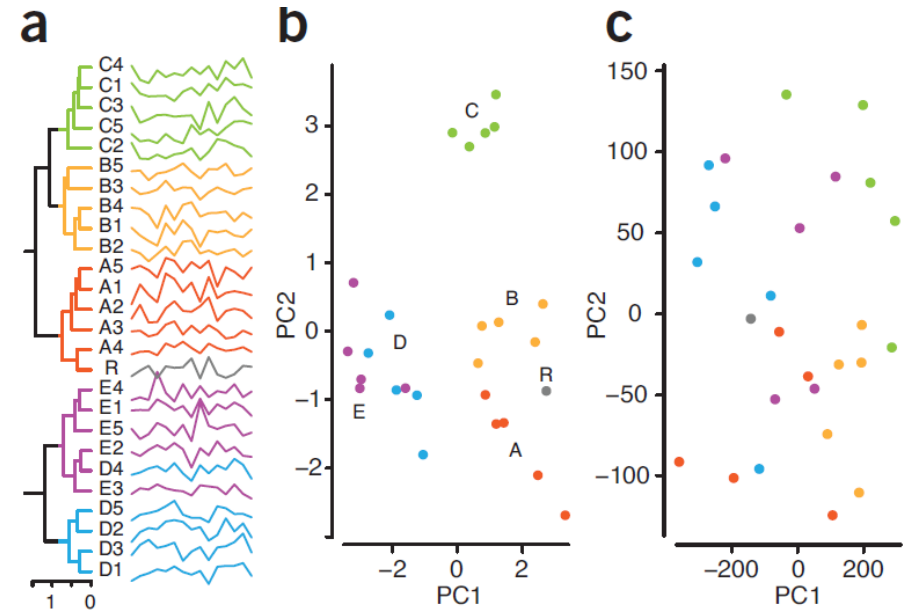 a
C4
C1
C3
C5
C2
B5
B3
B4
B1
B2
A5
A1
A2
A3
A4
R
E4
E1
E5
E2
D4
E3
D5
D2
D3
D1
1 0
b
PC2
3
2
1
0
−1
−2
C
B
D
R
E
A
−2 0 2
PC1
c
PC2
150
100
50
0
−50
−100
−200 0 200
PC1